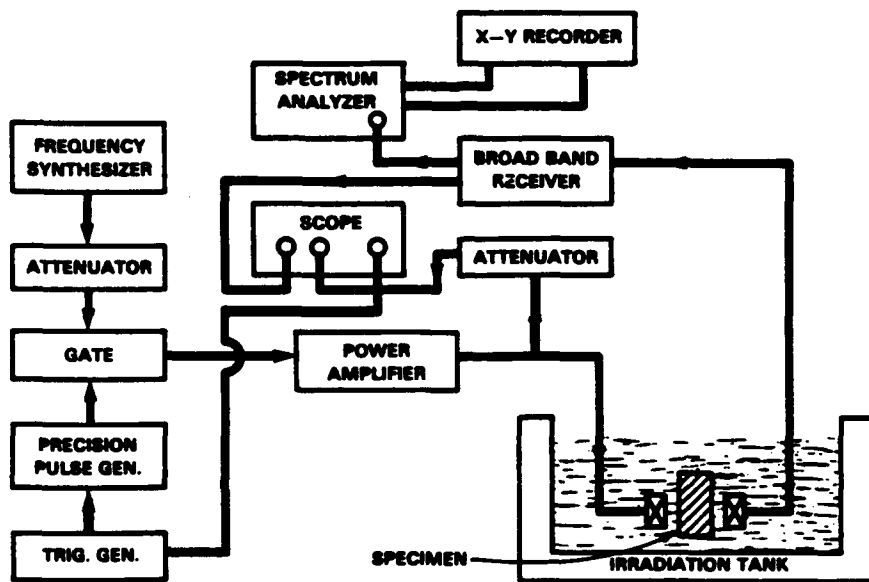 X-Y RECORDER
SPECTRUM
ANALYZER
FREQUENCY
SYNTHESIZER
BROAD BAND
RZCEIVER
SCOPE
ATTENUATOR
ATTENUATOR
GATE
POWER
AMPLIFIER
PRECISION
PULSE GEN.
TRIG. GEN.
SPECIMEN
IRRADIATION TANK